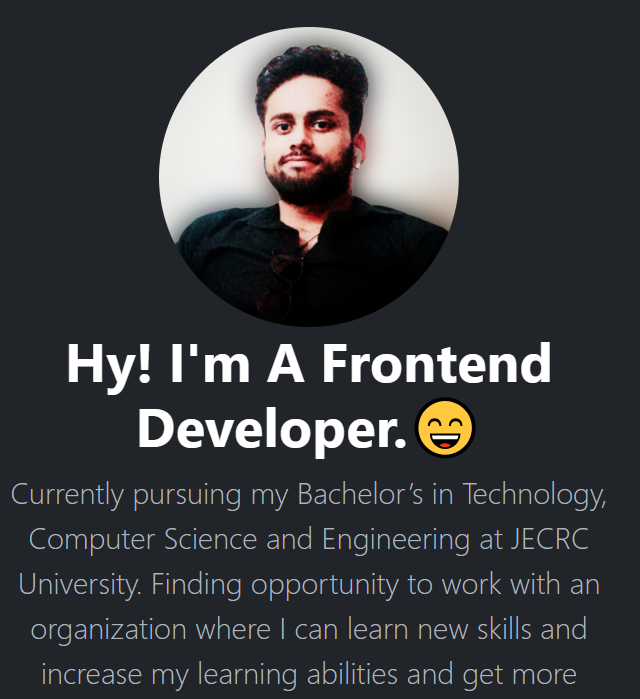 Hy! I'm A Frontend
Developer.😄
Currently pursuing my Bachelor’s in Technology,
Computer Science and Engineering at JECRC
University. Finding opportunity to work with an
organization where I can learn new skills and
increase my learning abilities and get more